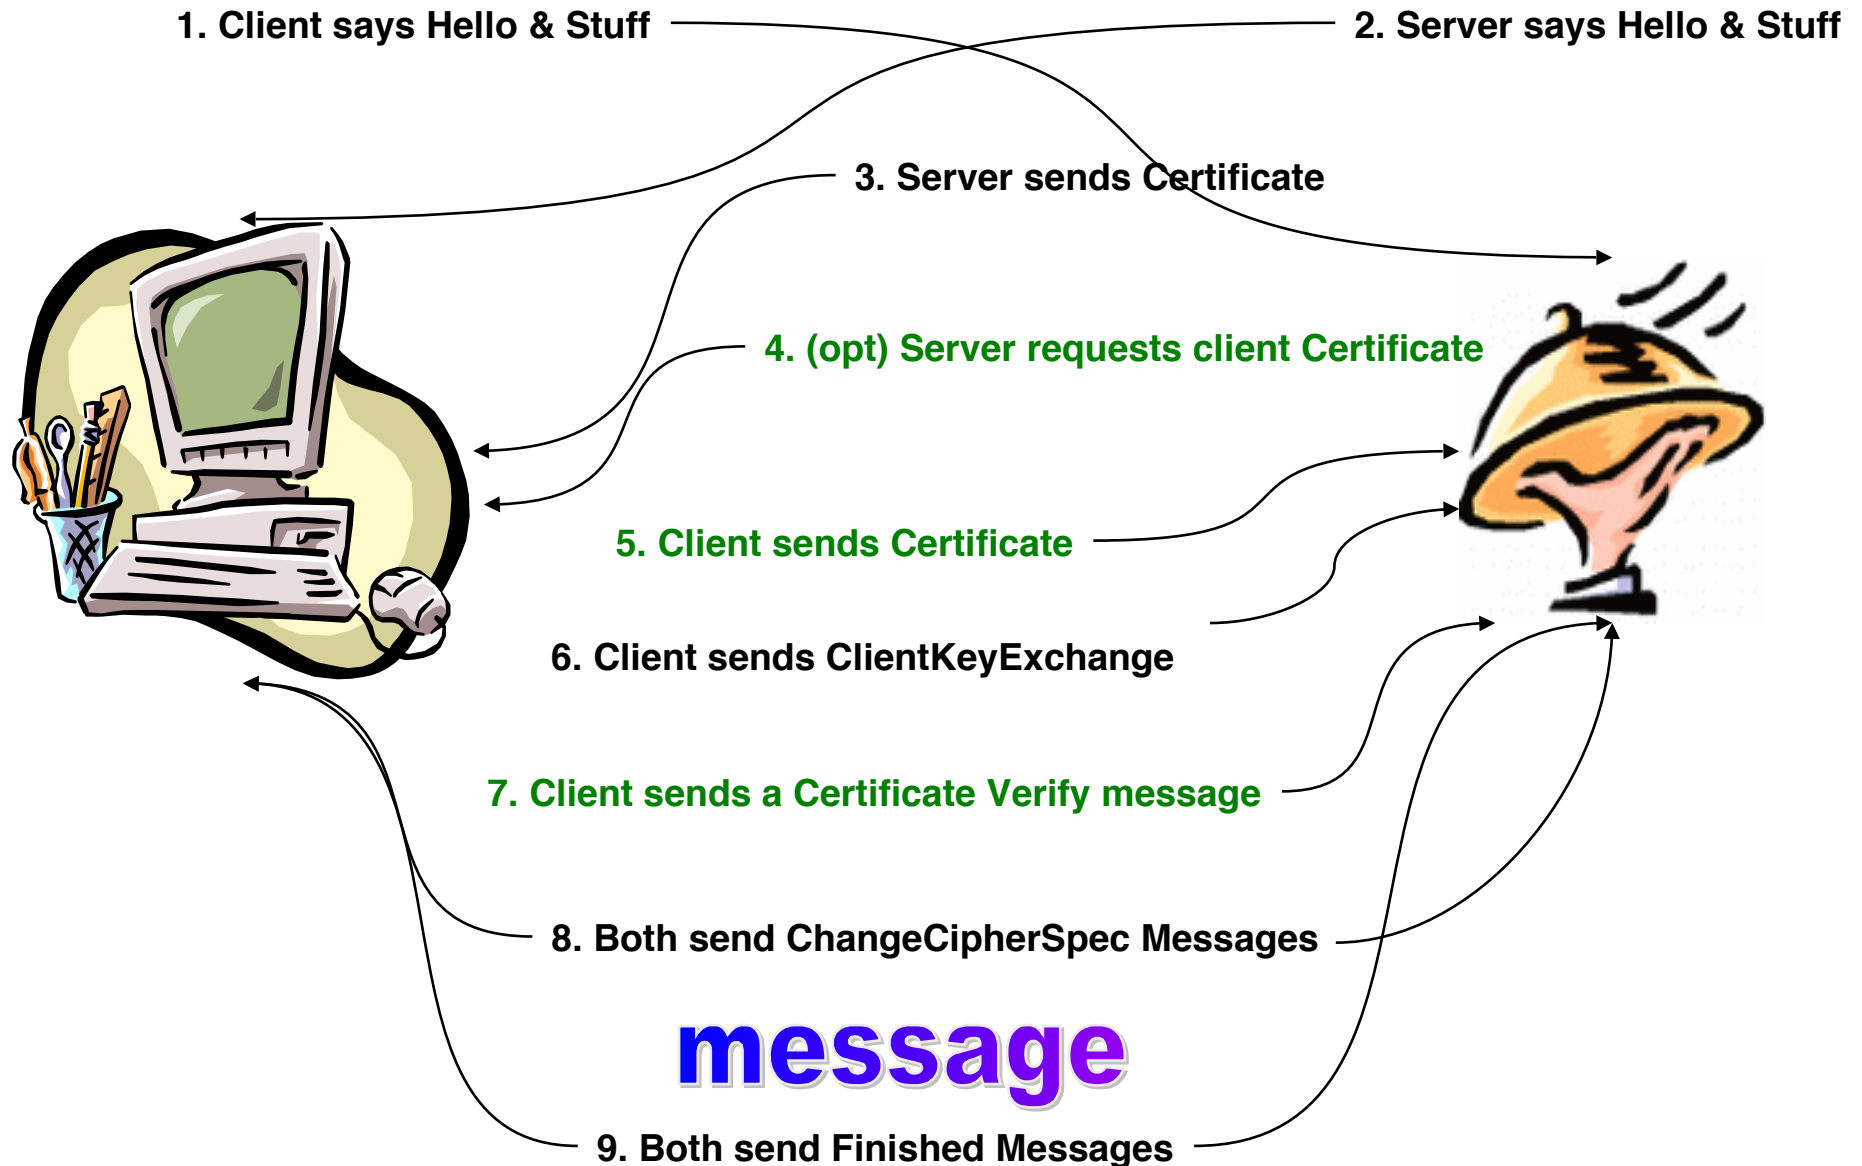 1. Client says Hello & Stuff
2. Server says Hello & Stuff
3. Server sends Certificate
4. (opt) Server requests client Certificate
5. Client sends Certificate
6. Client sends ClientKeyExchange
7. Client sends a Certificate Verify message
8. Both send ChangeCipherSpec Messages
message
9. Both send Finished Messages